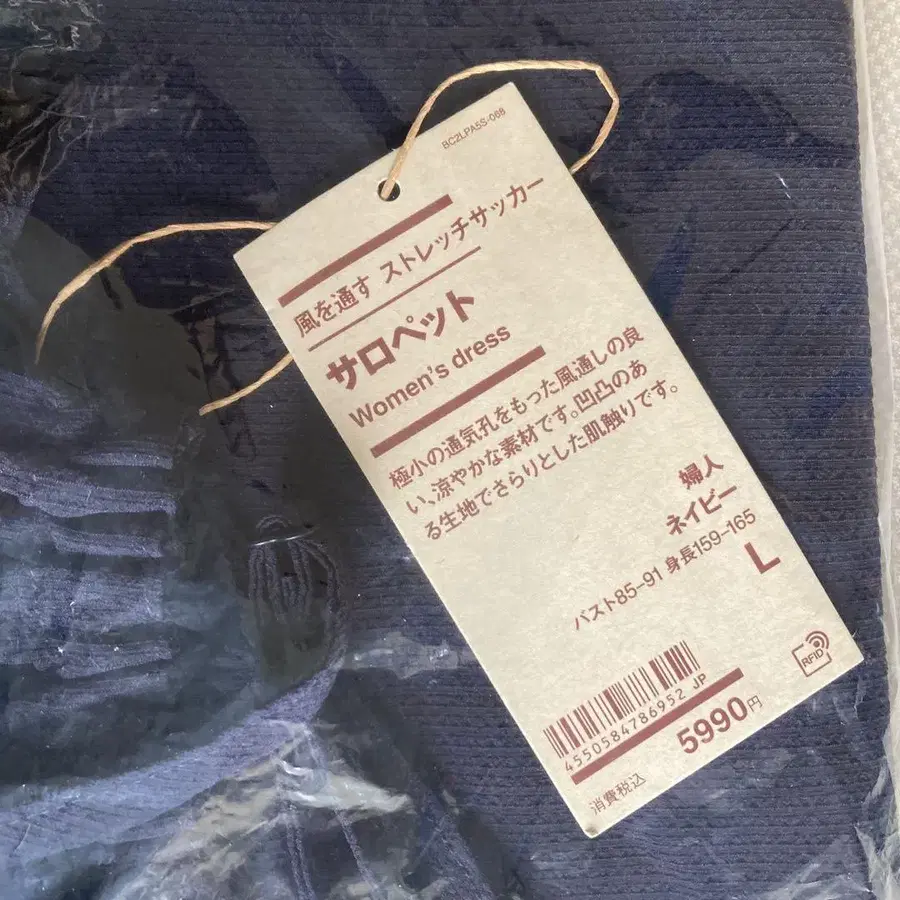 BC2LPA5S-068
風を通す ストレッチサッカー
サロペット
Women's dress
極小の通気孔をもった風通しの良
い、涼やかな素材です。凹凸のあ
る生地でさらりとした肌触りです。
婦人
ネイビー
バスト85-91 身長159-165
L
RFID
4550584786952 JP
5990円
消費税込